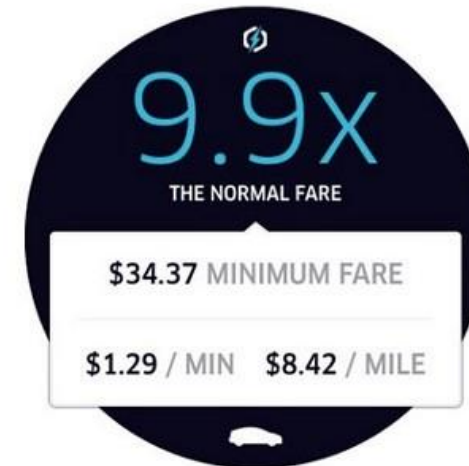 9.9x
THE NORMAL FARE
$34.37 MINIMUM FARE
$1.29 / MIN $8.42 / MILE